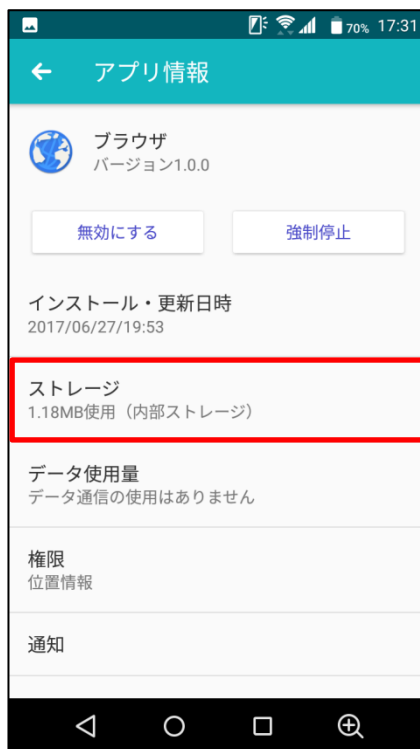 70% 17:31
アプリ情報
ブラウザ
バージョン1.0.0
無効にする
強制停止
インストール・更新日時
2017/06/27/19:53
ストレージ
1.18MB使用（内部ストレージ）
データ使用量
データ通信の使用はありません
権限
位置情報
通知